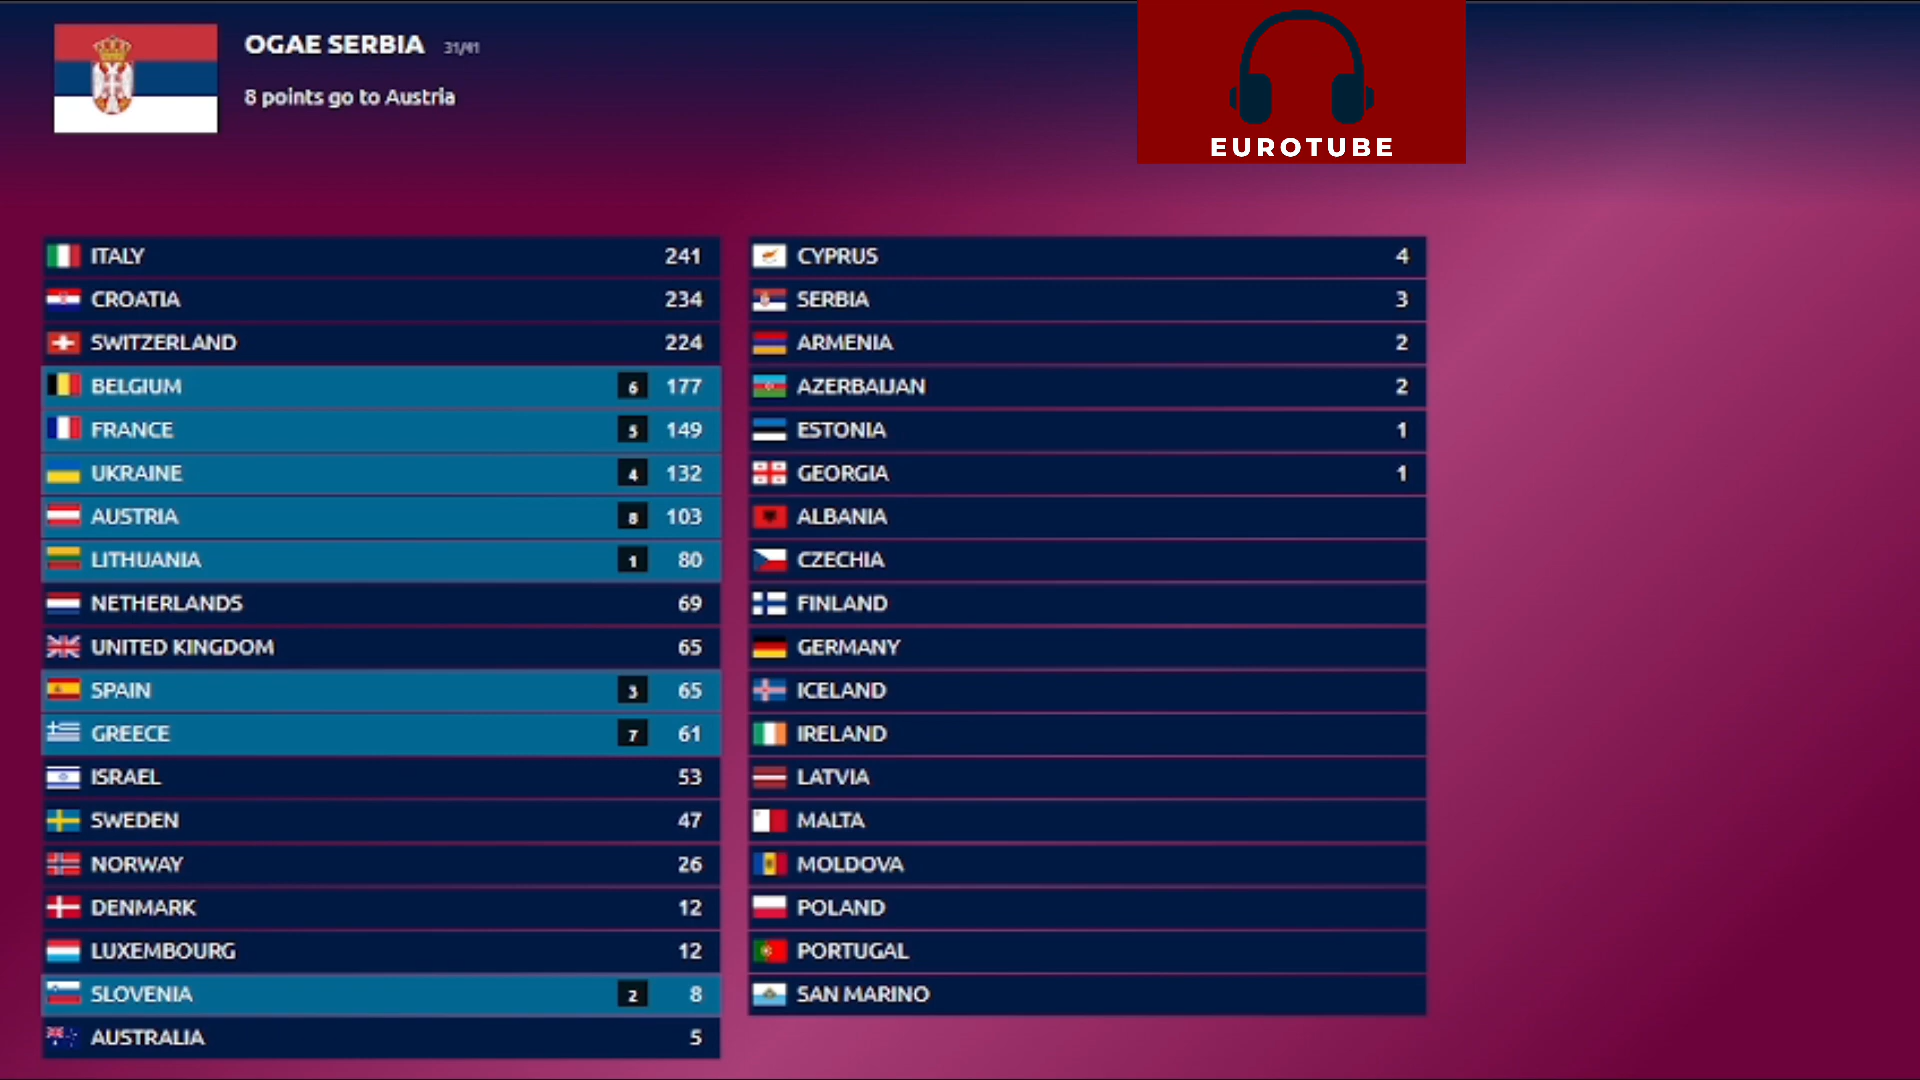 OGAE SERBIA 31/41
8 points go to Austria
EUROTUBE
ITALY 241
CROATIA 234
SWITZERLAND 224
BELGIUM 6 177
FRANCE 5 149
UKRAINE 4 132
AUSTRIA 8 103
LITHUANIA 1 80
NETHERLANDS 69
UNITED KINGDOM 65
SPAIN 3 65
GREECE 7 61
ISRAEL 53
SWEDEN 47
NORWAY 26
DENMARK 12
LUXEMBOURG 12
SLOVENIA 2 8
AUSTRALIA 5
CYPRUS 4
SERBIA 3
ARMENIA 2
AZERBAIJAN 2
ESTONIA 1
GEORGIA 1
ALBANIA
CZECHIA
FINLAND
GERMANY
ICELAND
IRELAND
LATVIA
MALTA
MOLDOVA
POLAND
PORTUGAL
SAN MARINO